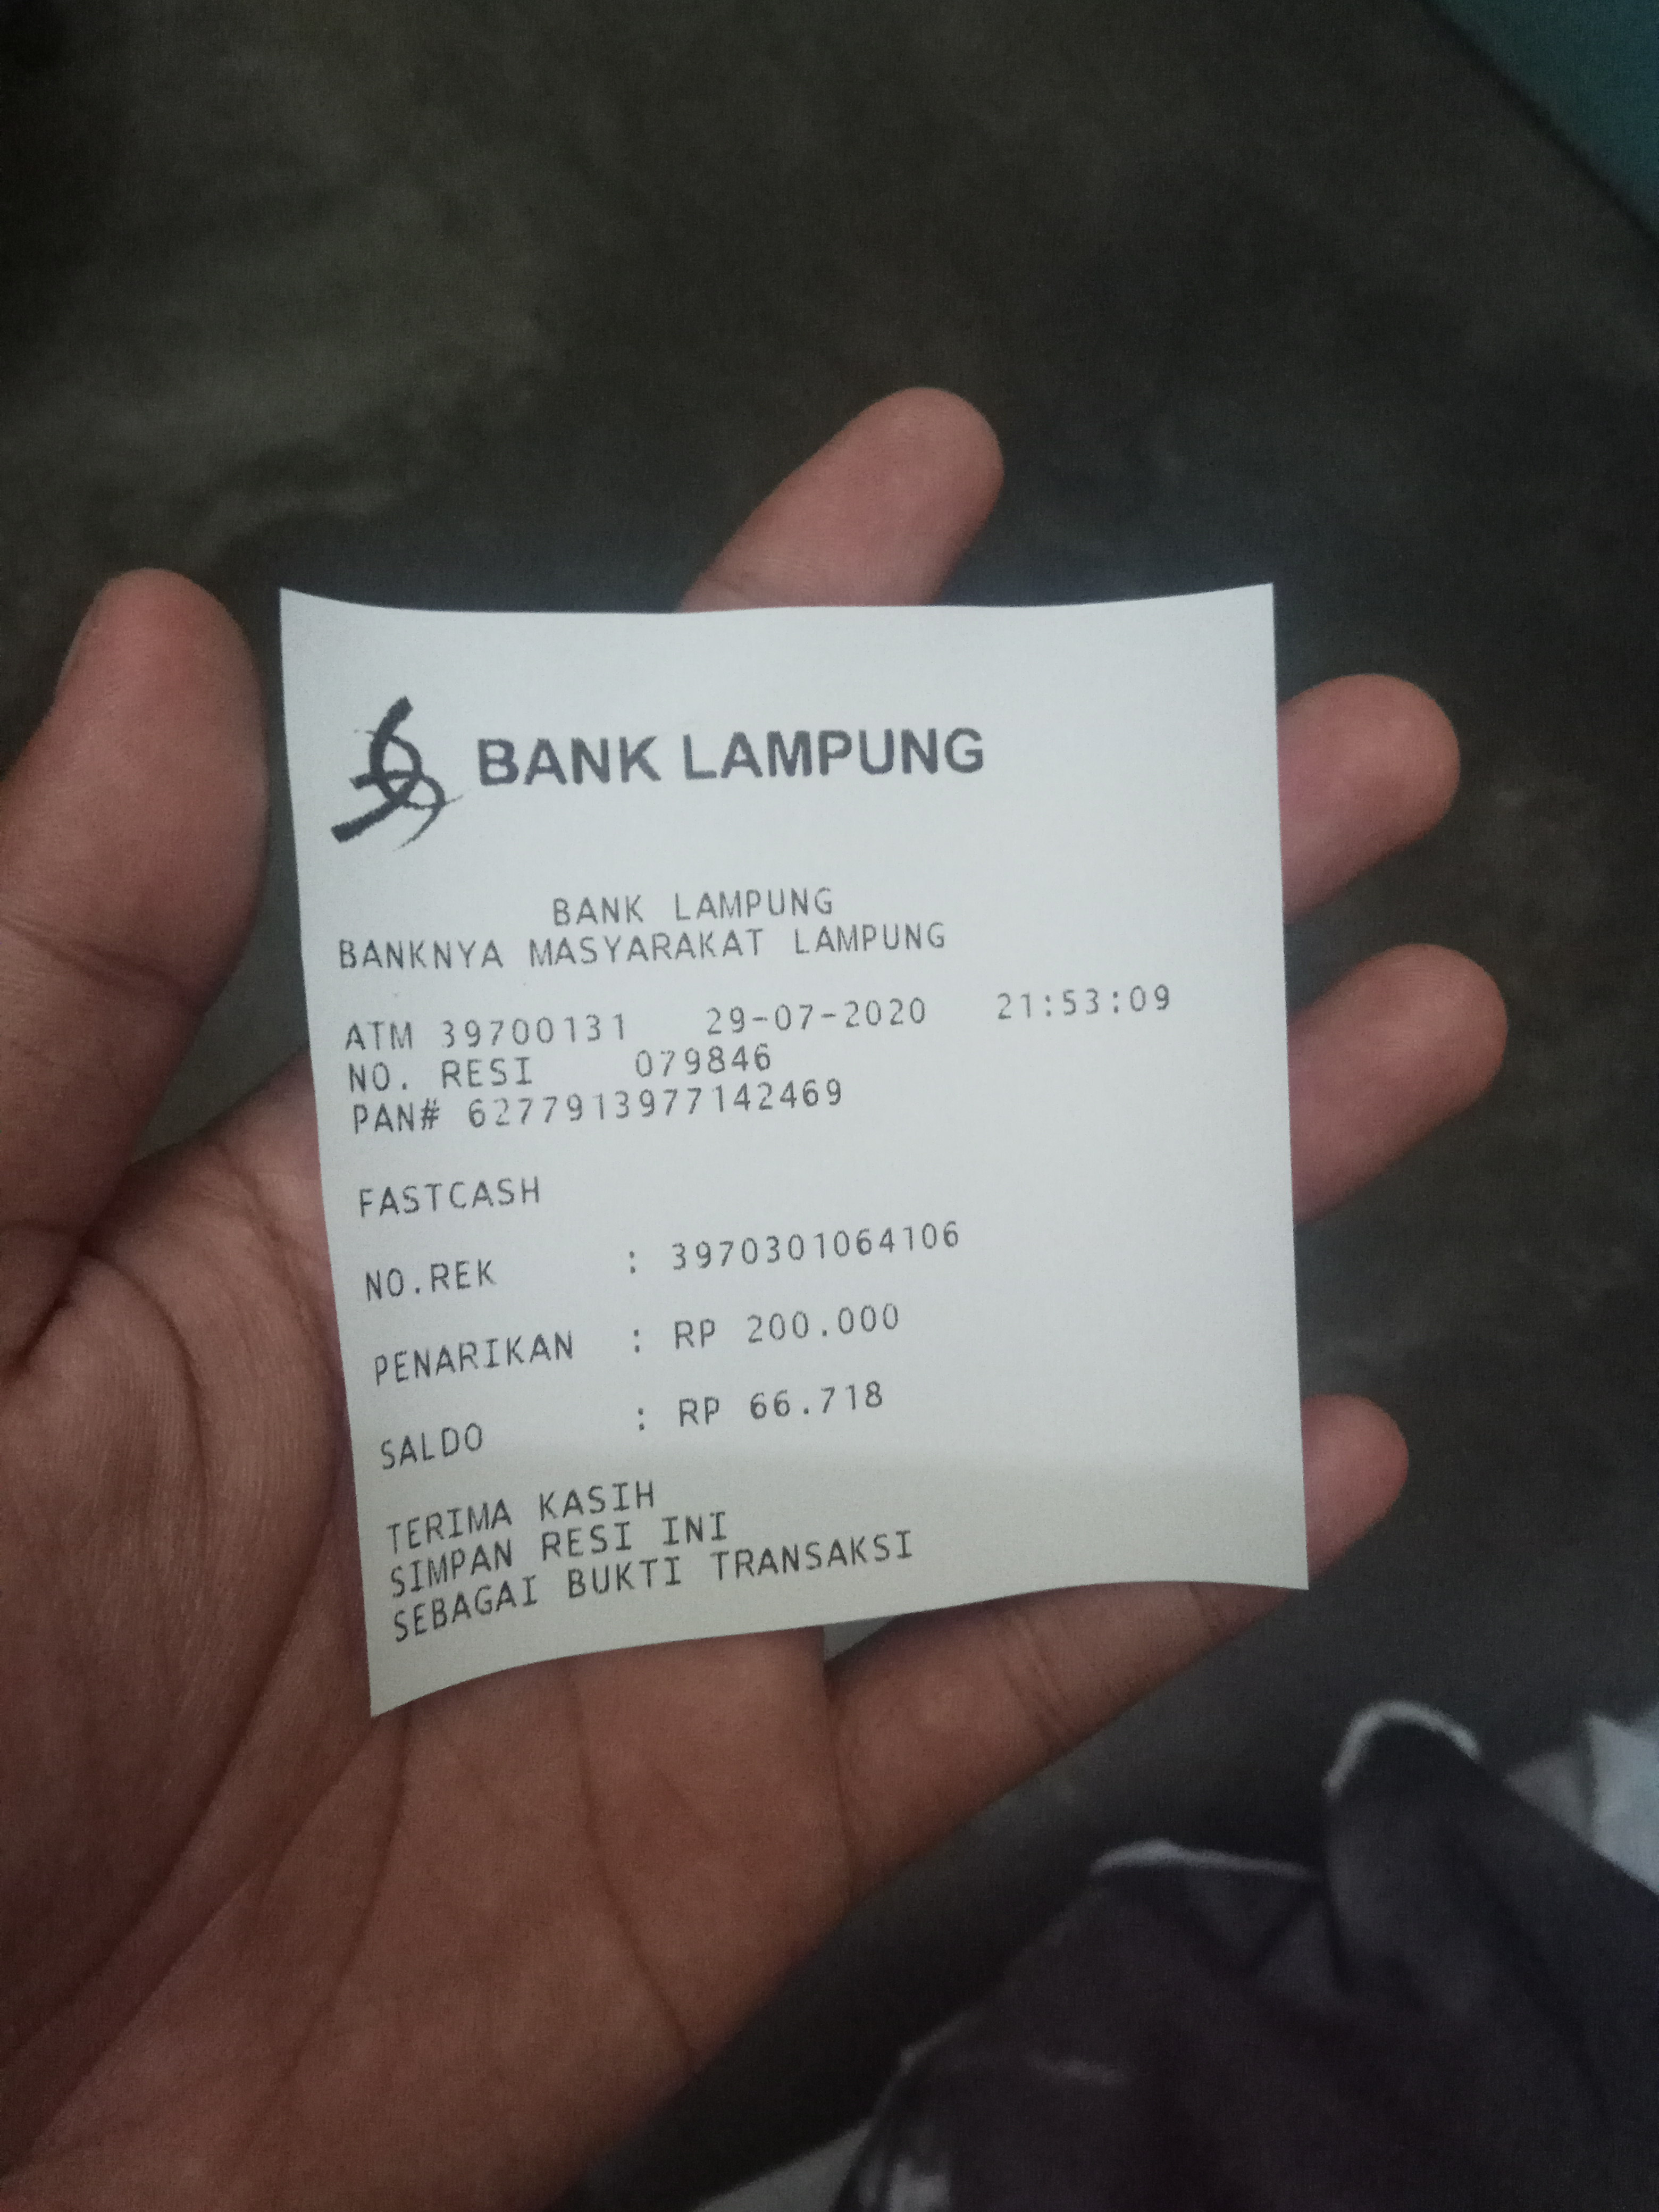 BANK LAMPUNG
BANK LAMPUNG
BANKNYA MASYARAKAT LAMPUNG
ATM 39700131 29-07-2020 21:53:09
NO. RESI 079846
PAN# 6277913977142469
FASTCASH
NO.REK : 3970301064106
PENARIKAN : RP 200.000
SALDO : RP 66.718
TERIMA KASIH
SIMPAN RESI INI
SEBAGAI BUKTI TRANSAKSI